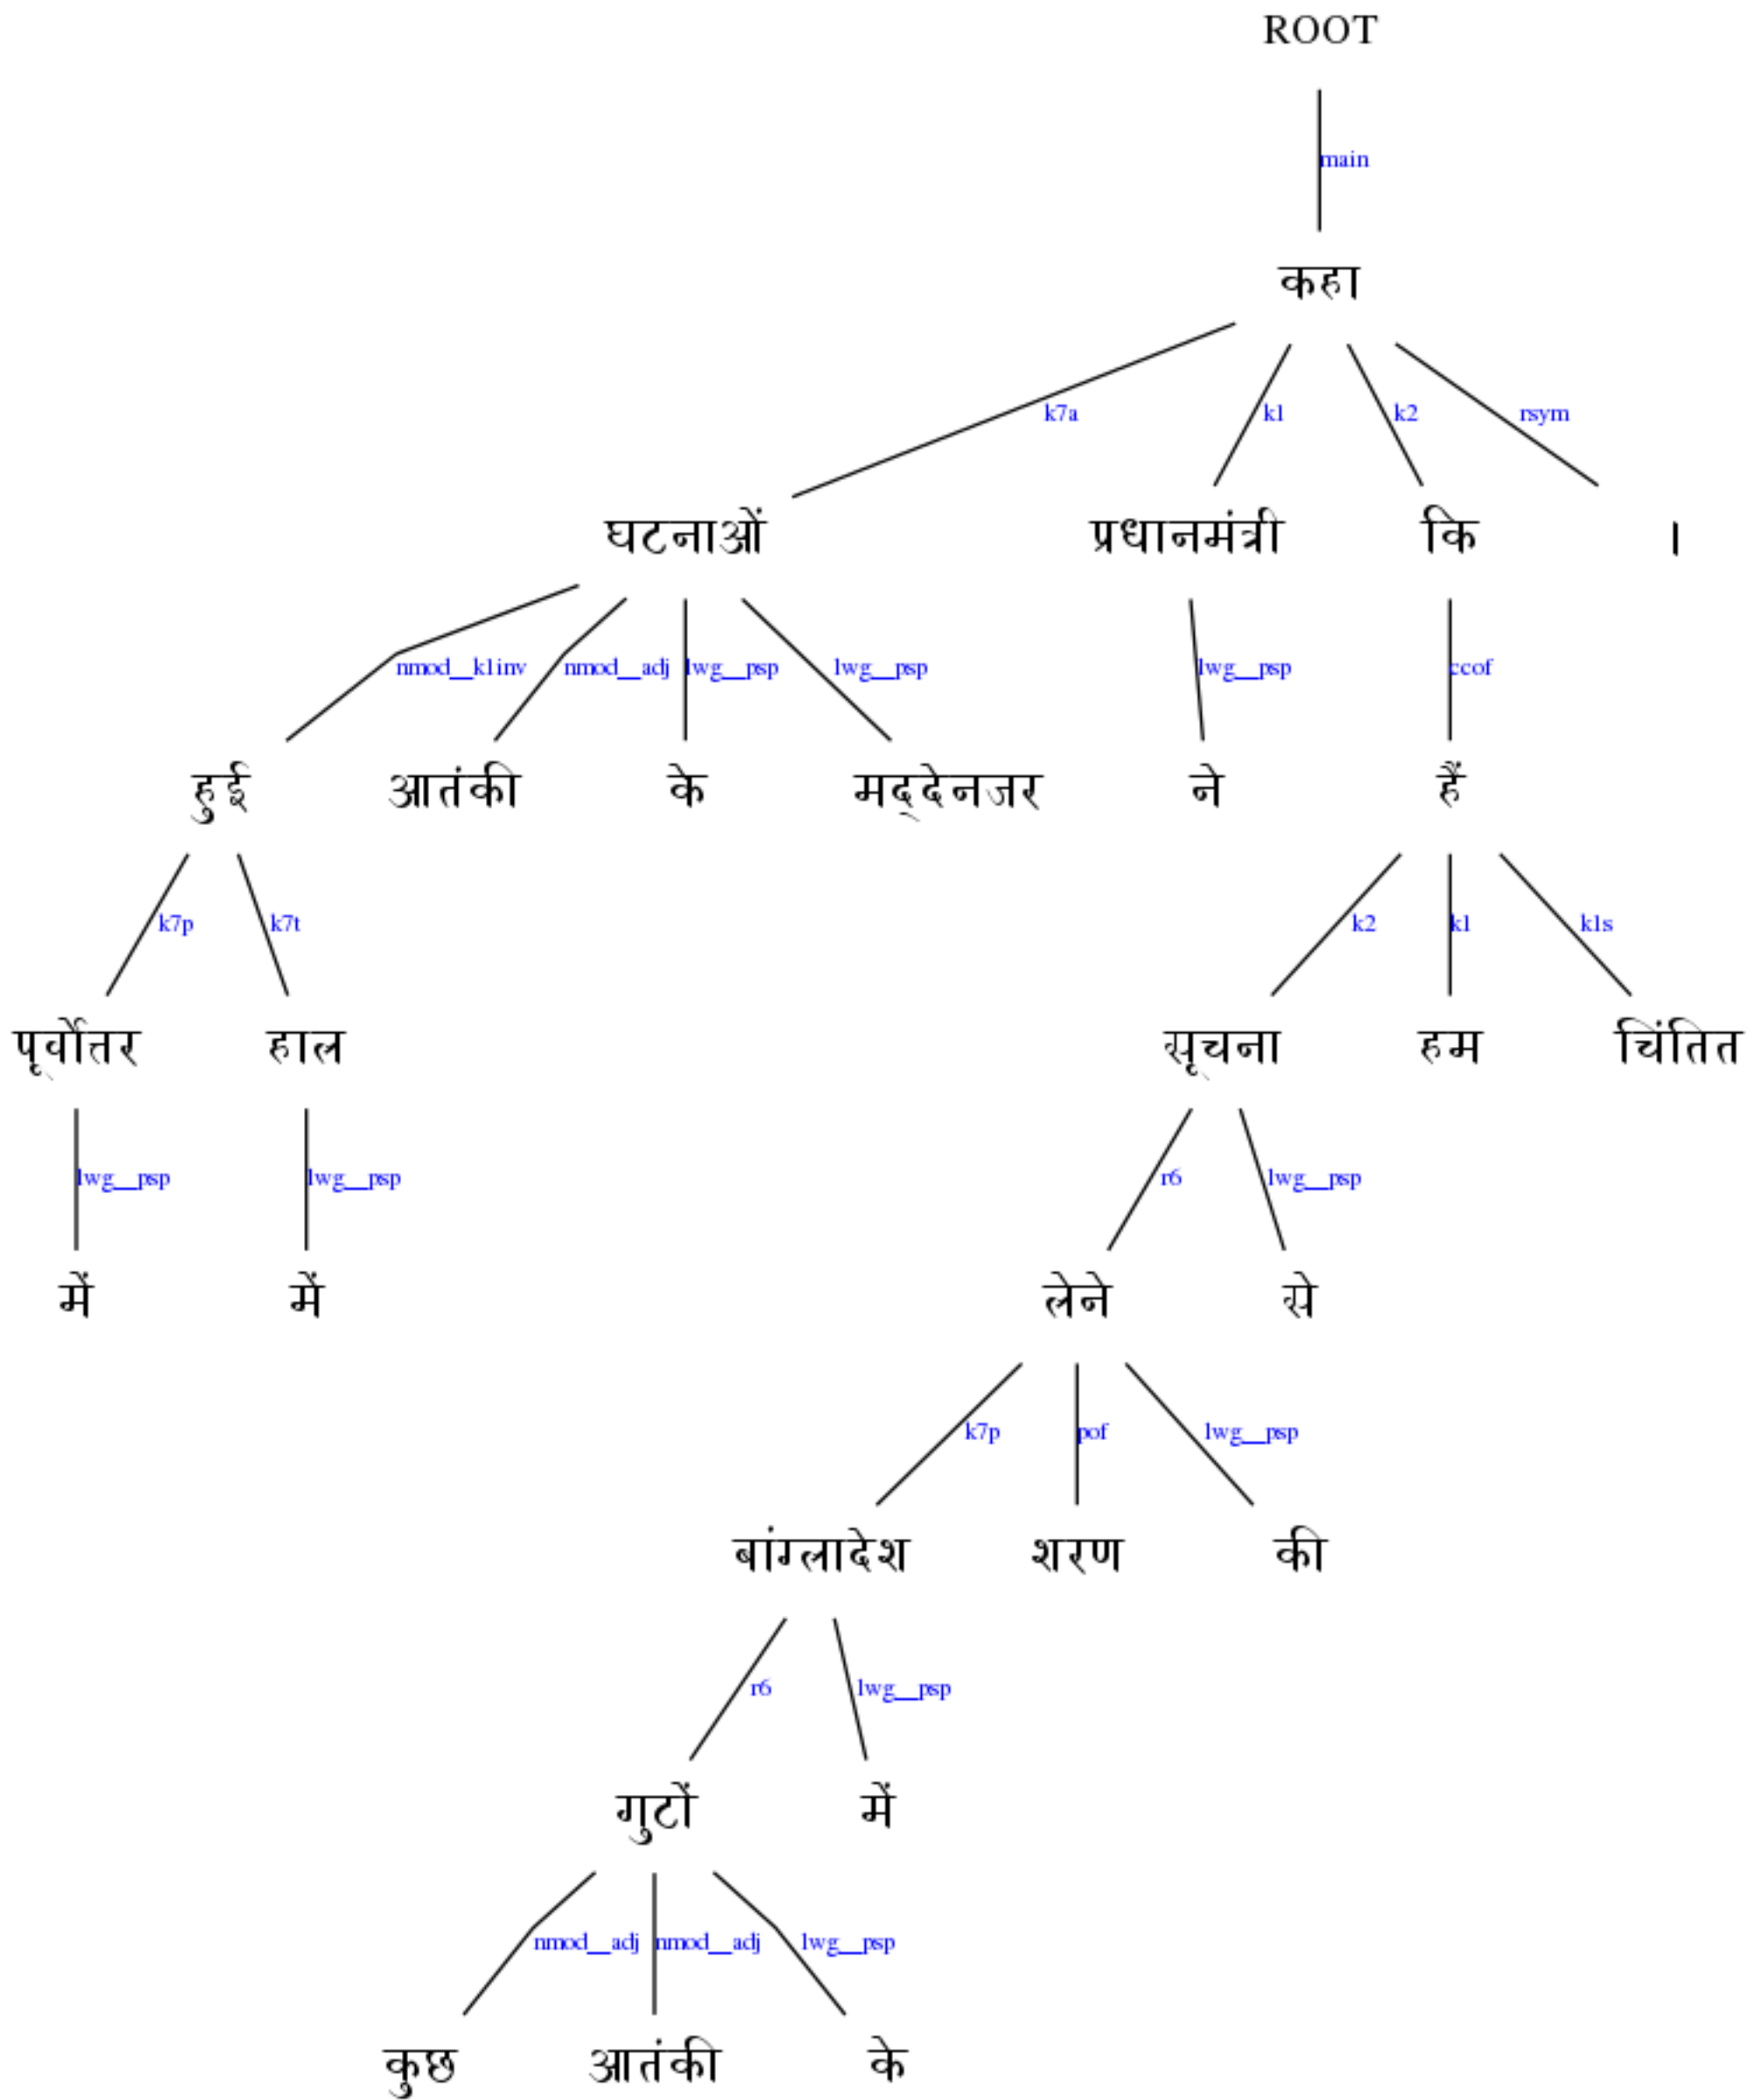 ROOT
main
कहा
k7a k1 k2 rsym
घटनाओं प्रधानमंत्री कि ।
nmod__k1inv nmod__adj lwg__psp lwg__psp lwg__psp ccof
हुई आतंकी के मद्देनजर ने हैं
k7p k7t k2 k1 k1s
पूर्वोत्तर हाल सूचना हम चिंतित
lwg__psp lwg__psp r6 lwg__psp
में में लेने से
k7p pof lwg__psp
बांग्लादेश शरण की
r6 lwg__psp
गुटों में
nmod__adj nmod__adj lwg__psp
कुछ आतंकी के